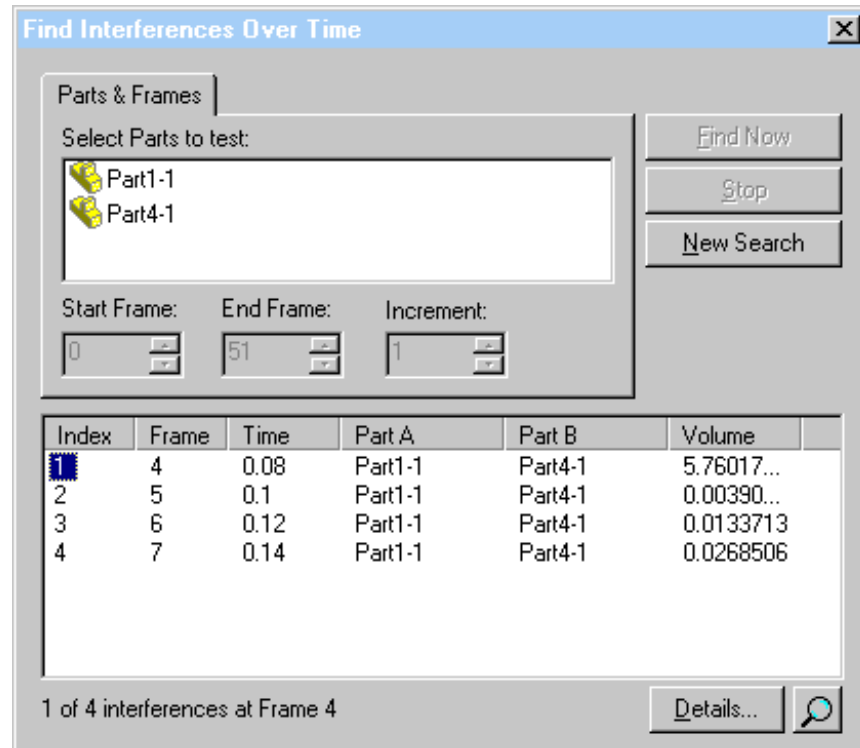 Find Interferences Over Time
Parts & Frames
Select Parts to test:
Part1-1
Part4-1
Find Now
Stop
New Search
Start Frame: End Frame: Increment:
0 51 1
Index Frame Time Part A Part B Volume
1 4 0.08 Part1-1 Part4-1 5.76017...
2 5 0.1 Part1-1 Part4-1 0.00390...
3 6 0.12 Part1-1 Part4-1 0.0133713
4 7 0.14 Part1-1 Part4-1 0.0268506
1 of 4 interferences at Frame 4
Details...